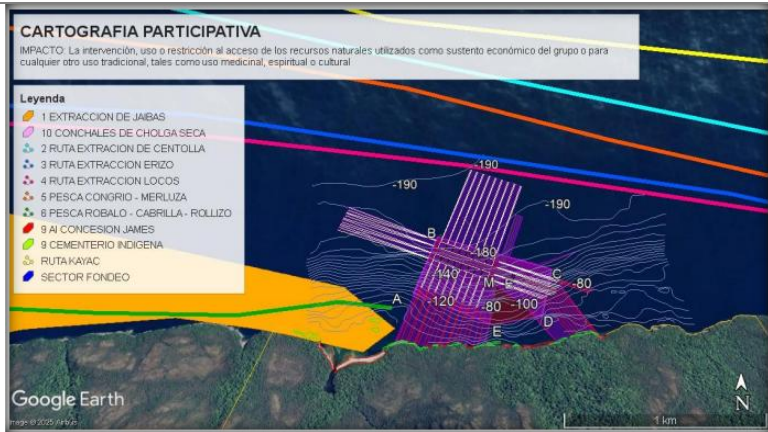 CARTOGRAFIA PARTICIPATIVA
IMPACTO: La intervención, uso o restricción al acceso de los recursos naturales utilizados como sustento económico del grupo o para
cualquier otro uso tradicional, tales como uso medicinal, espiritual o cultural
Leyenda
1 EXTRACCION DE JAIBAS
10 CONCHALES DE CHOLGA SECA
2 RUTA EXTRACION DE CENTOLLA
3 RUTA EXTRACCION ERIZO
4 RUTA EXTRACCION LOCOS
5 PESCA CONGRIO - MERLUZA
6 PESCA ROBALO - CABRILLA - ROLLIZO
9 AI CONCESION JAMES
9 CEMENTERIO INDIGENA
RUTA KAYAC
SECTOR FONDEO
-190
-190
-190
B
-180
-140
C
M
F
-80
A
-120
-80
-100
D
E
Google Earth
Image © 2025 Airbus
1 km
N